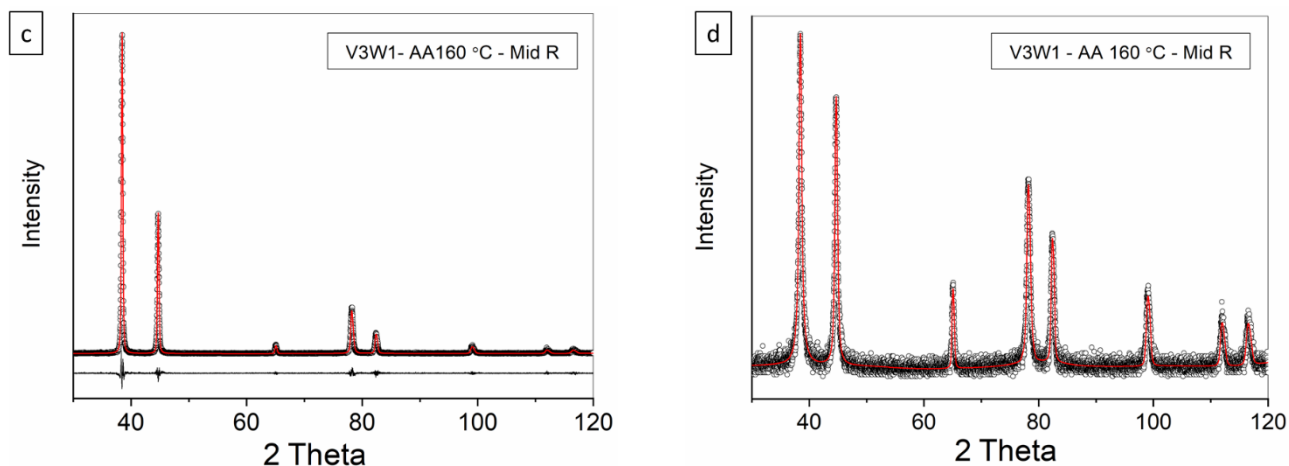 c
V3W1- AA160 °C - Mid R
Intensity
40 60 80 100 120
2 Theta
d
V3W1 - AA 160 °C - Mid R
Intensity
40 60 80 100 120
2 Theta